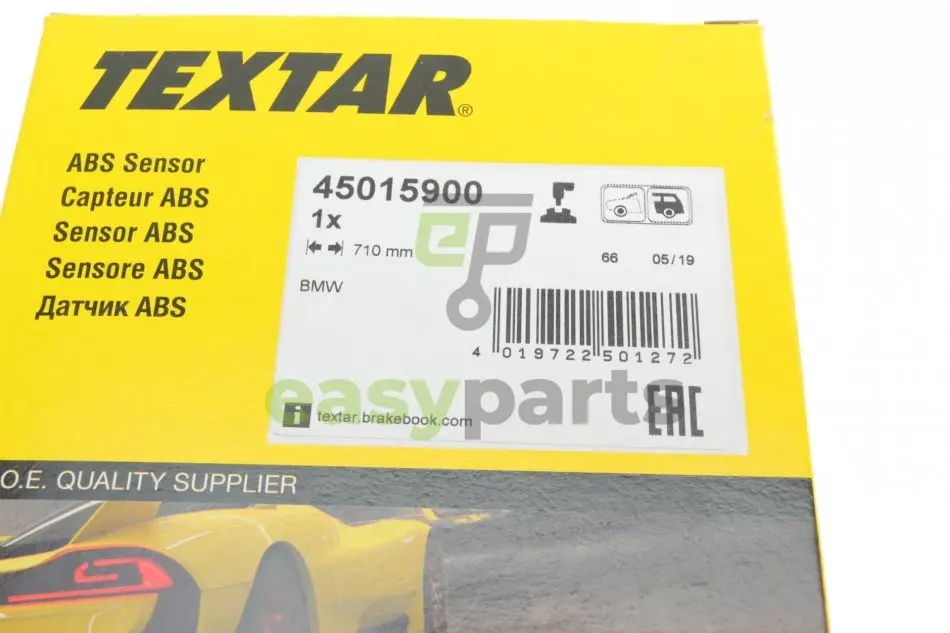 TEXTAR®
ABS Sensor
Capteur ABS
Sensor ABS
Sensore ABS
Датчик ABS
45015900
1x
710 mm
BMW
66 05/19
4 019722 501272
i textar.brakebook.com
EAC
ep
easyparts
O.E. QUALITY SUPPLIER